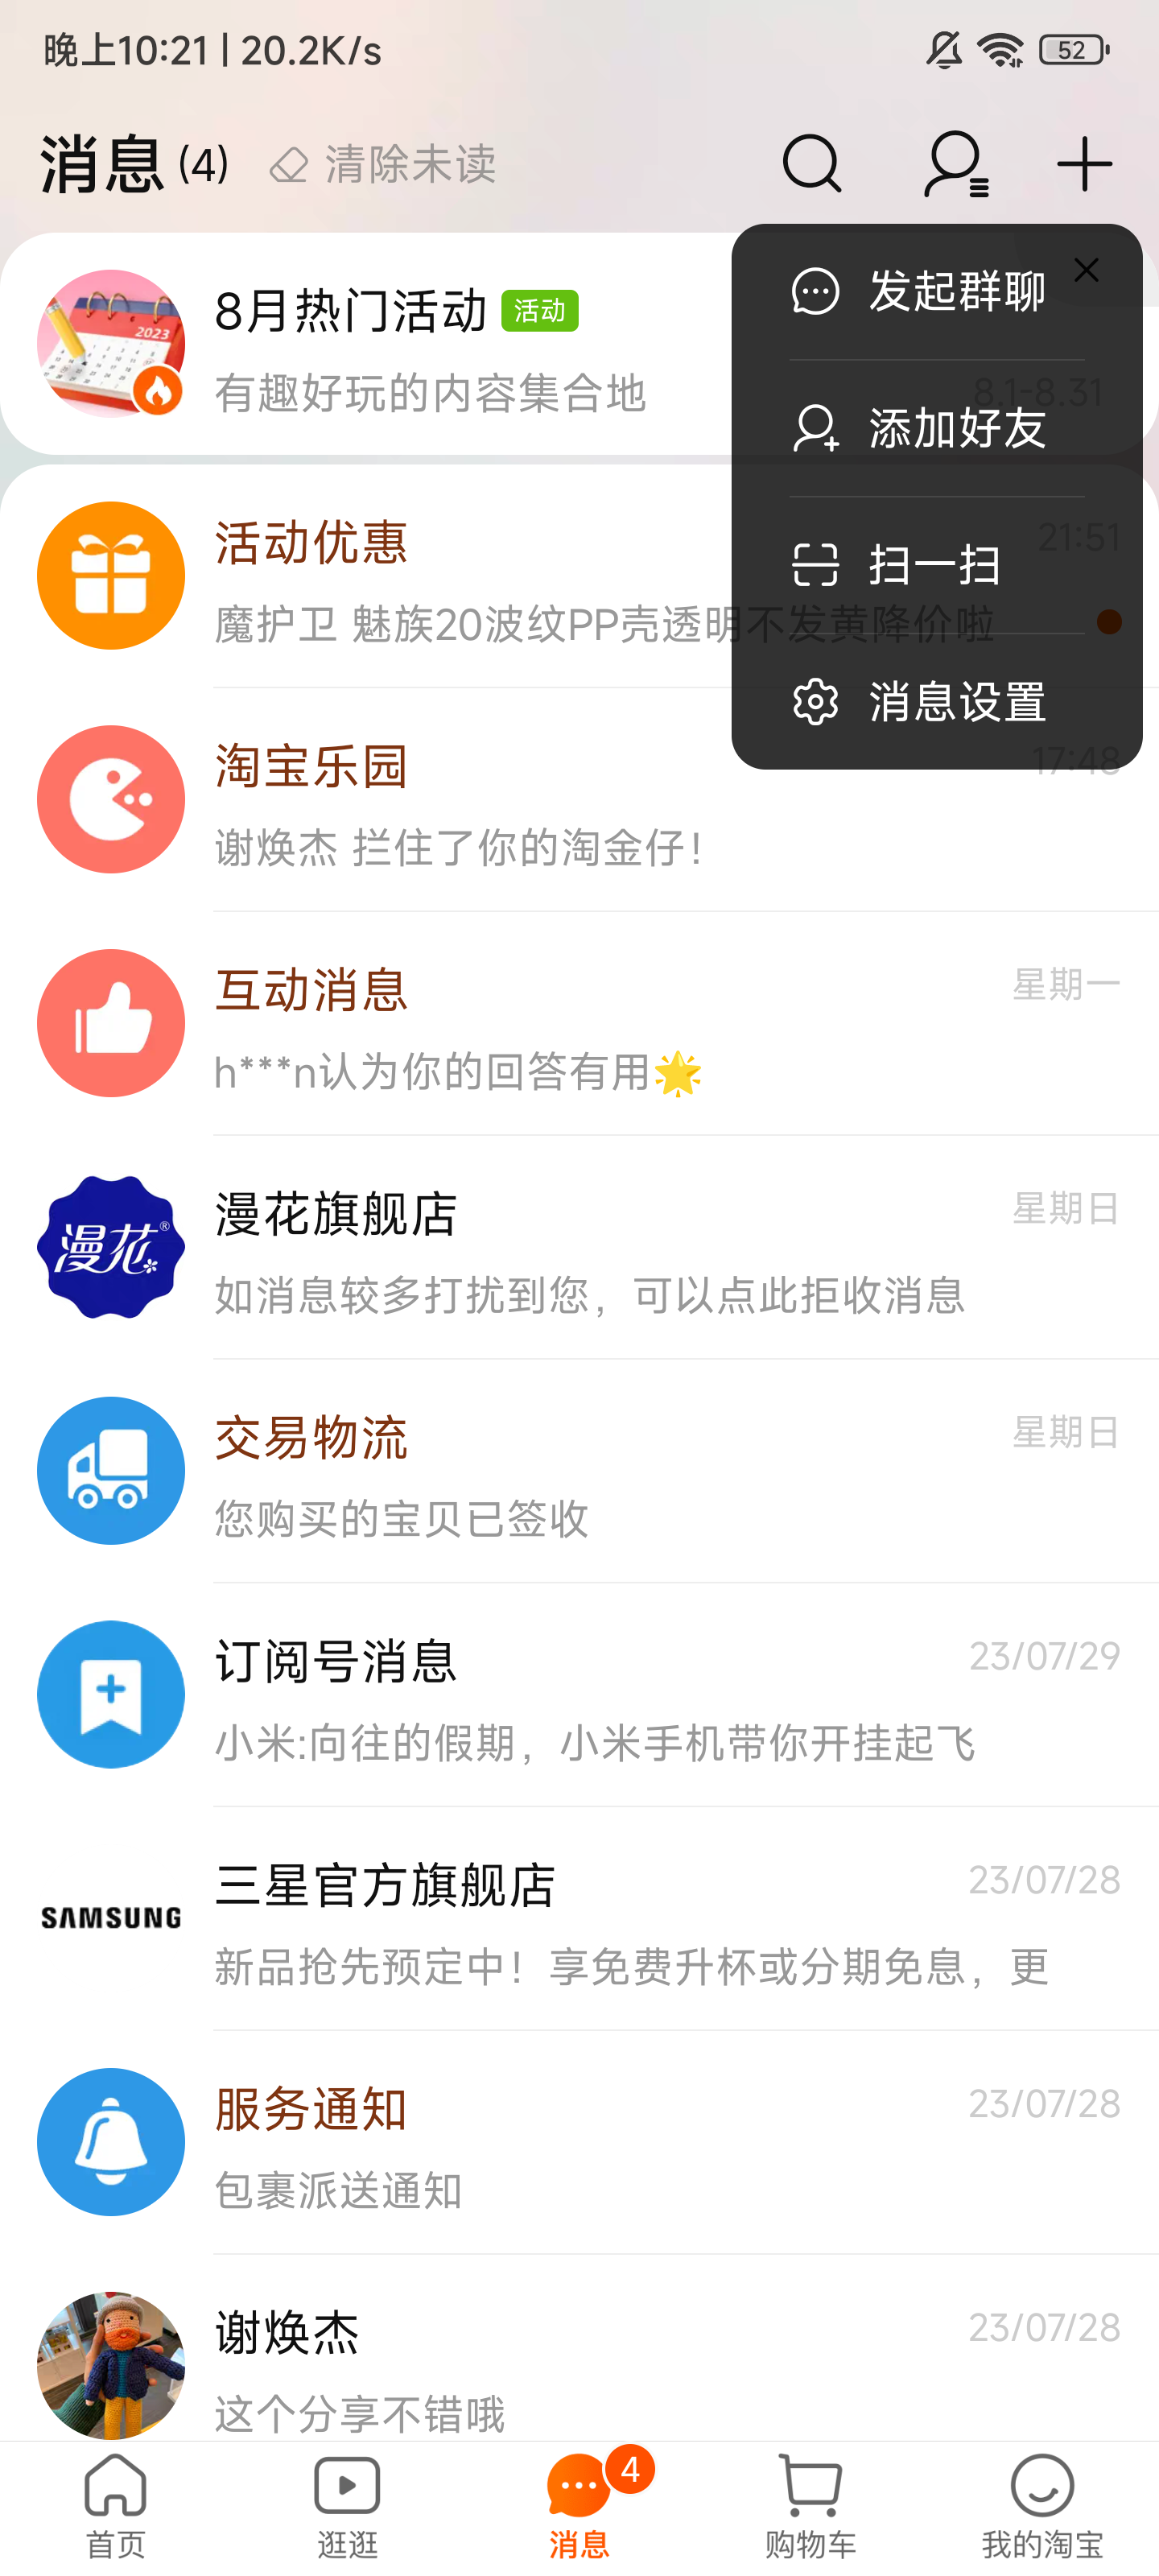 晚上10:21 | 20.2K/s
52
消息 (4) 清除未读
发起群聊
添加好友
扫一扫
消息设置
2023
8月热门活动 活动
有趣好玩的内容集合地 8.1-8.31
活动优惠 21:51
魔护卫 魅族20波纹PP壳透明不发黄降价啦
淘宝乐园 17:48
谢焕杰 拦住了你的淘金仔！
互动消息 星期一
h***n认为你的回答有用🌟
漫花®
漫花旗舰店 星期日
如消息较多打扰到您，可以点此拒收消息
交易物流 星期日
您购买的宝贝已签收
订阅号消息 23/07/29
小米:向往的假期，小米手机带你开挂起飞
SAMSUNG
三星官方旗舰店 23/07/28
新品抢先预定中！享免费升杯或分期免息，更
服务通知 23/07/28
包裹派送通知
谢焕杰 23/07/28
这个分享不错哦
4
首页 逛逛 消息 购物车 我的淘宝